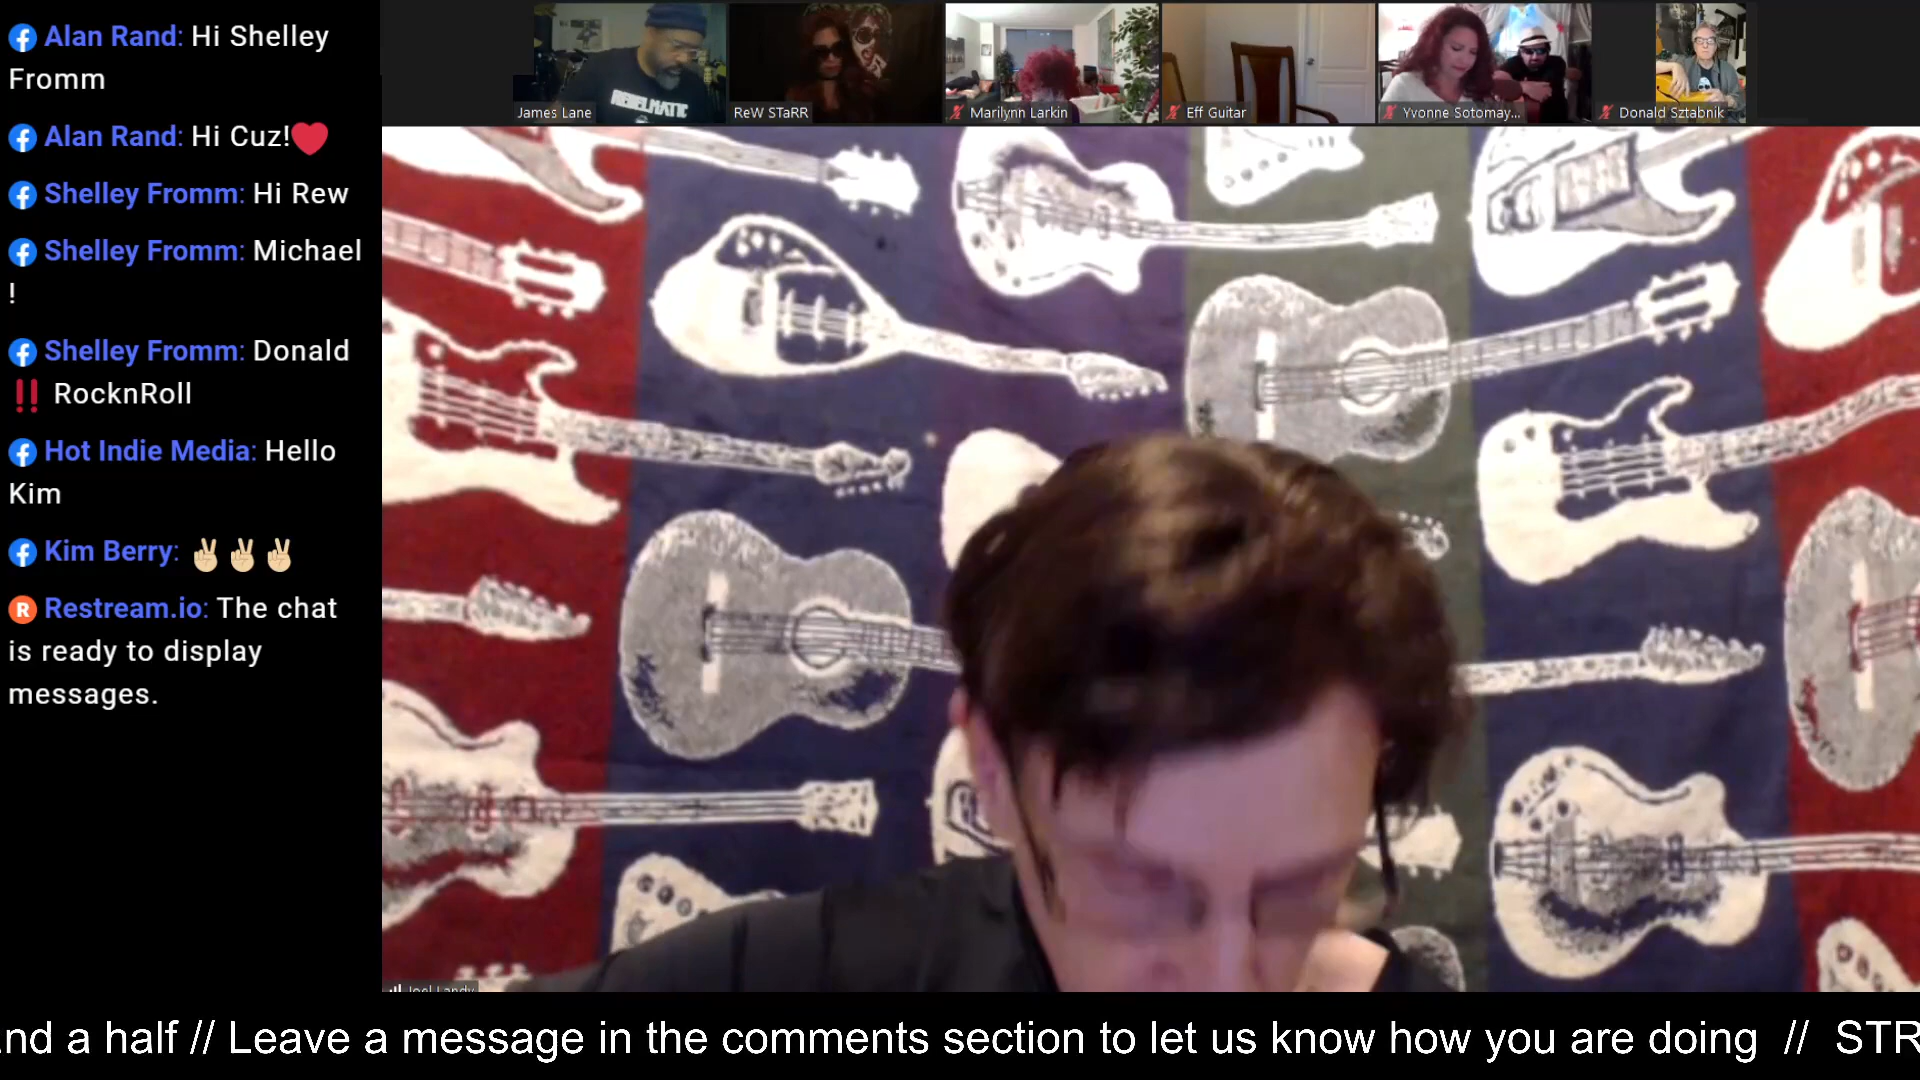 Alan Rand: Hi Shelley
Fromm
Alan Rand: Hi Cuz!❤️
Shelley Fromm: Hi Rew
Shelley Fromm: Michael
!
Shelley Fromm: Donald
‼️ RocknRoll
Hot Indie Media: Hello
Kim
Kim Berry: ✌🏼✌🏼✌🏼
R Restream.io: The chat
is ready to display
messages.
REBELMATIC
James Lane
ReW STaRR
Marilynn Larkin
Eff Guitar
Yvonne Sotomay...
Donald Sztabnik
Joel Landy
nd a half // Leave a message in the comments section to let us know how you are doing // STR